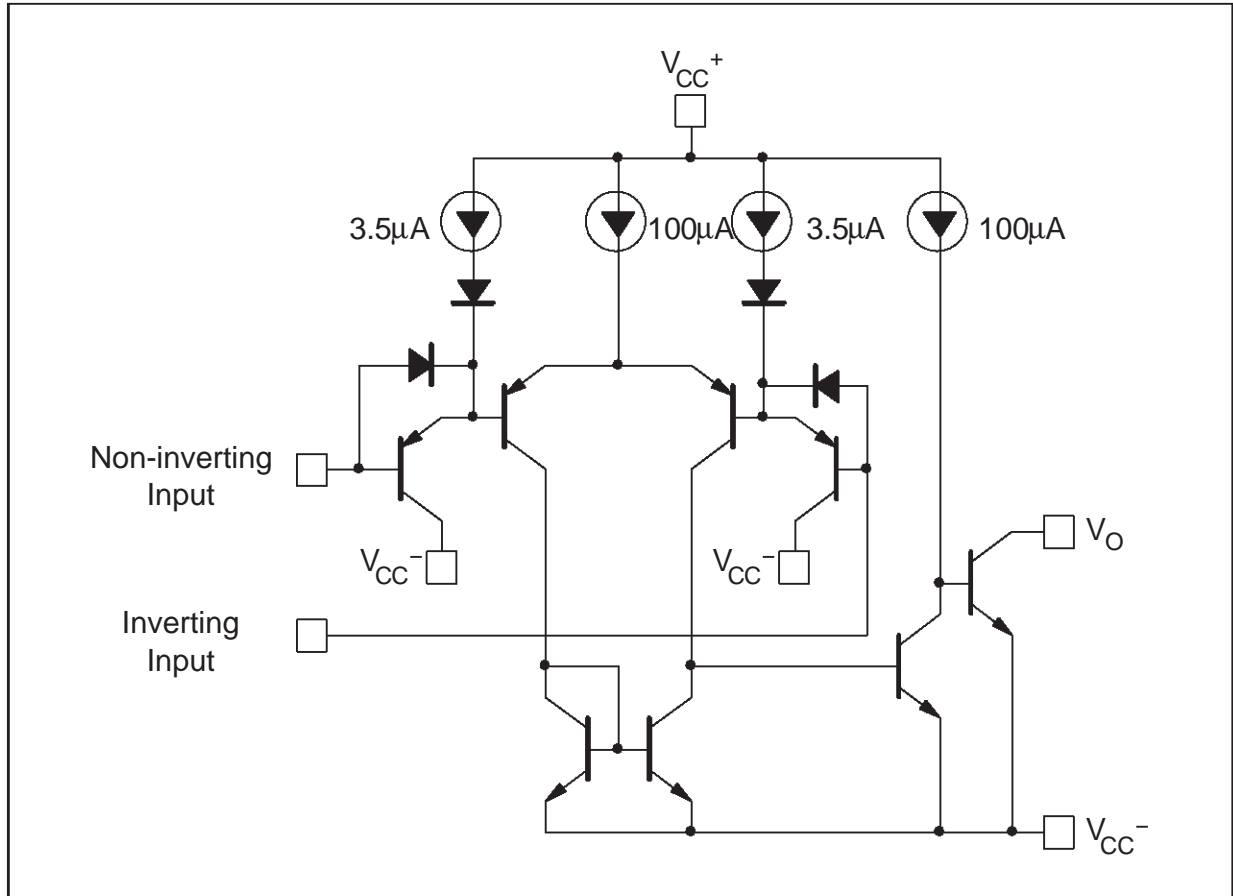 VCC+
3.5μA
100μA
3.5μA
100μA
Non-inverting
Input
VCC−
VCC−
VO
Inverting
Input
VCC−